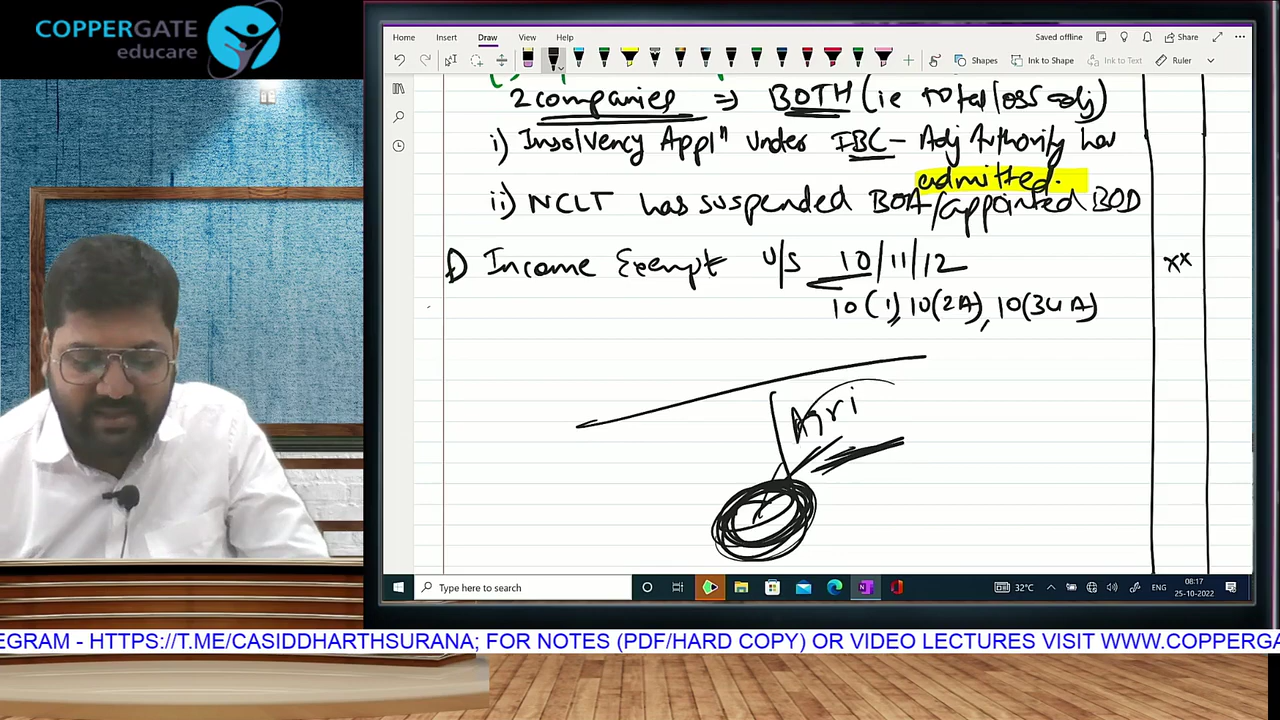 COPPERGATE
educare
Home Insert Draw View Help
Saved offline
Share
Shapes
Ink to Shape
Ink to Text
Ruler
2 companies ⇒ BOTH (ie total loss adj)
i) Insolvency Appl^n under IBC - Adj Authority has
admitted.
ii) NCLT has suspended BOA/appointed BOD
D Income Exempt u/s 10/11/12
xx
10(1), 10(2A), 10(34A)
Agri
Type here to search
32°C
ENG
08:17
25-10-2022
EGRAM - HTTPS://T.ME/CASIDDHARTHSURANA; FOR NOTES (PDF/HARD COPY) OR VIDEO LECTURES VISIT WWW.COPPERGA